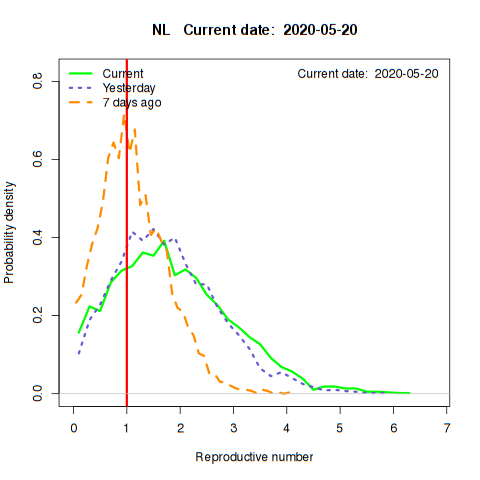 NL Current date: 2020-05-20
Current
Yesterday
7 days ago
Current date: 2020-05-20
Probability density
0.8
0.6
0.4
0.2
0.0
0 1 2 3 4 5 6 7
Reproductive number